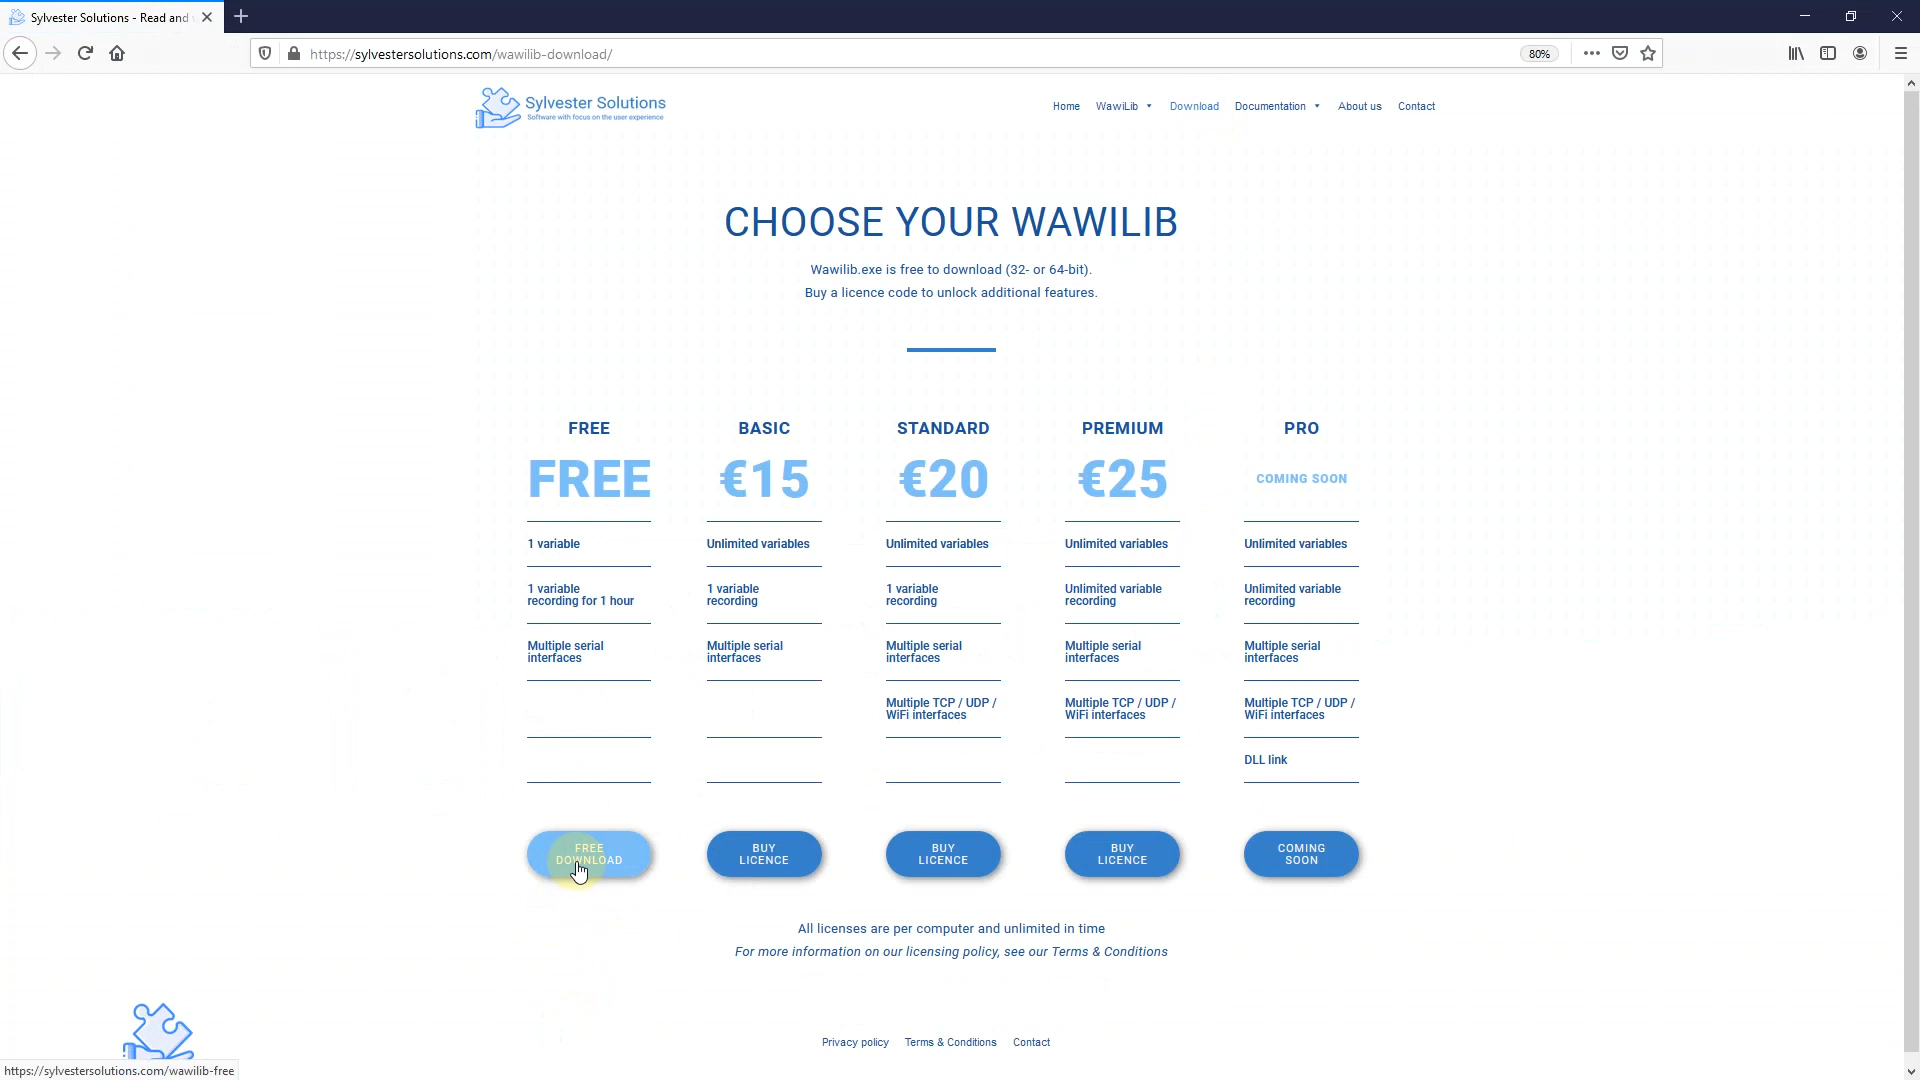 Sylvester Solutions - Read and
https://sylvestersolutions.com/wawilib-download/
80%
Sylvester Solutions
Software with focus on the user experience
Home
WawiLib
Download
Documentation
About us
Contact
CHOOSE YOUR WAWILIB
Wawilib.exe is free to download (32- or 64-bit).
Buy a licence code to unlock additional features.
FREE
FREE
1 variable
1 variable
recording for 1 hour
Multiple serial
interfaces
FREE
DOWNLOAD
BASIC
€15
Unlimited variables
1 variable
recording
Multiple serial
interfaces
BUY
LICENCE
STANDARD
€20
Unlimited variables
1 variable
recording
Multiple serial
interfaces
Multiple TCP / UDP /
WiFi interfaces
BUY
LICENCE
PREMIUM
€25
Unlimited variables
Unlimited variable
recording
Multiple serial
interfaces
Multiple TCP / UDP /
WiFi interfaces
BUY
LICENCE
PRO
COMING SOON
Unlimited variables
Unlimited variable
recording
Multiple serial
interfaces
Multiple TCP / UDP /
WiFi interfaces
DLL link
COMING
SOON
All licenses are per computer and unlimited in time
For more information on our licensing policy, see our Terms & Conditions
Privacy policy
Terms & Conditions
Contact
https://sylvestersolutions.com/wawilib-free